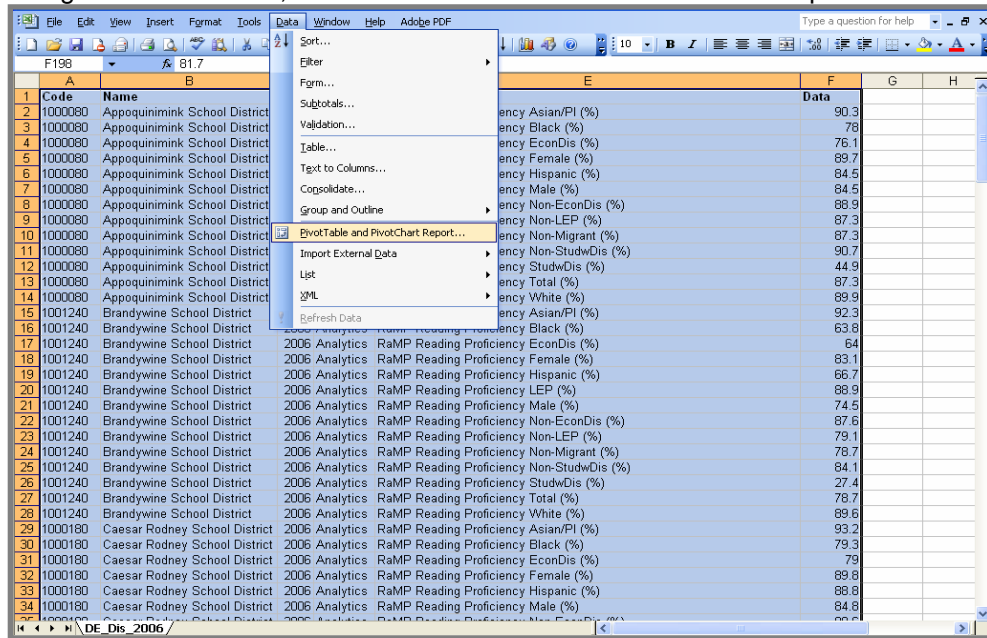 File Edit View Insert Format Tools Data Window Help Adobe PDF Type a question for help
10 B I
F198 fx 81.7
Sort...
Filter
Form...
Subtotals...
Validation...
Table...
Text to Columns...
Consolidate...
Group and Outline
PivotTable and PivotChart Report...
Import External Data
List
XML
Refresh Data
A B E F G H
1 Code Name Data
2 1000080 Appoquinimink School District ency Asian/PI (%) 90.3
3 1000080 Appoquinimink School District ency Black (%) 78
4 1000080 Appoquinimink School District ency EconDis (%) 76.1
5 1000080 Appoquinimink School District ency Female (%) 89.7
6 1000080 Appoquinimink School District ency Hispanic (%) 84.5
7 1000080 Appoquinimink School District ency Male (%) 84.5
8 1000080 Appoquinimink School District ency Non-EconDis (%) 88.9
9 1000080 Appoquinimink School District ency Non-LEP (%) 87.3
10 1000080 Appoquinimink School District ency Non-Migrant (%) 87.3
11 1000080 Appoquinimink School District ency Non-StudwDis (%) 90.7
12 1000080 Appoquinimink School District ency StudwDis (%) 44.9
13 1000080 Appoquinimink School District ency Total (%) 87.3
14 1000080 Appoquinimink School District ency White (%) 89.9
15 1001240 Brandywine School District ency Asian/PI (%) 92.3
16 1001240 Brandywine School District 2006 Analytics RaMP Reading Proficiency Black (%) 63.8
17 1001240 Brandywine School District 2006 Analytics RaMP Reading Proficiency EconDis (%) 64
18 1001240 Brandywine School District 2006 Analytics RaMP Reading Proficiency Female (%) 83.1
19 1001240 Brandywine School District 2006 Analytics RaMP Reading Proficiency Hispanic (%) 66.7
20 1001240 Brandywine School District 2006 Analytics RaMP Reading Proficiency LEP (%) 88.9
21 1001240 Brandywine School District 2006 Analytics RaMP Reading Proficiency Male (%) 74.5
22 1001240 Brandywine School District 2006 Analytics RaMP Reading Proficiency Non-EconDis (%) 87.6
23 1001240 Brandywine School District 2006 Analytics RaMP Reading Proficiency Non-LEP (%) 79.1
24 1001240 Brandywine School District 2006 Analytics RaMP Reading Proficiency Non-Migrant (%) 78.7
25 1001240 Brandywine School District 2006 Analytics RaMP Reading Proficiency Non-StudwDis (%) 84.1
26 1001240 Brandywine School District 2006 Analytics RaMP Reading Proficiency StudwDis (%) 27.4
27 1001240 Brandywine School District 2006 Analytics RaMP Reading Proficiency Total (%) 78.7
28 1001240 Brandywine School District 2006 Analytics RaMP Reading Proficiency White (%) 89.6
29 1000180 Caesar Rodney School District 2006 Analytics RaMP Reading Proficiency Asian/PI (%) 93.2
30 1000180 Caesar Rodney School District 2006 Analytics RaMP Reading Proficiency Black (%) 79.3
31 1000180 Caesar Rodney School District 2006 Analytics RaMP Reading Proficiency EconDis (%) 79
32 1000180 Caesar Rodney School District 2006 Analytics RaMP Reading Proficiency Female (%) 89.8
33 1000180 Caesar Rodney School District 2006 Analytics RaMP Reading Proficiency Hispanic (%) 88.8
34 1000180 Caesar Rodney School District 2006 Analytics RaMP Reading Proficiency Male (%) 84.8
DE_Dis_2006